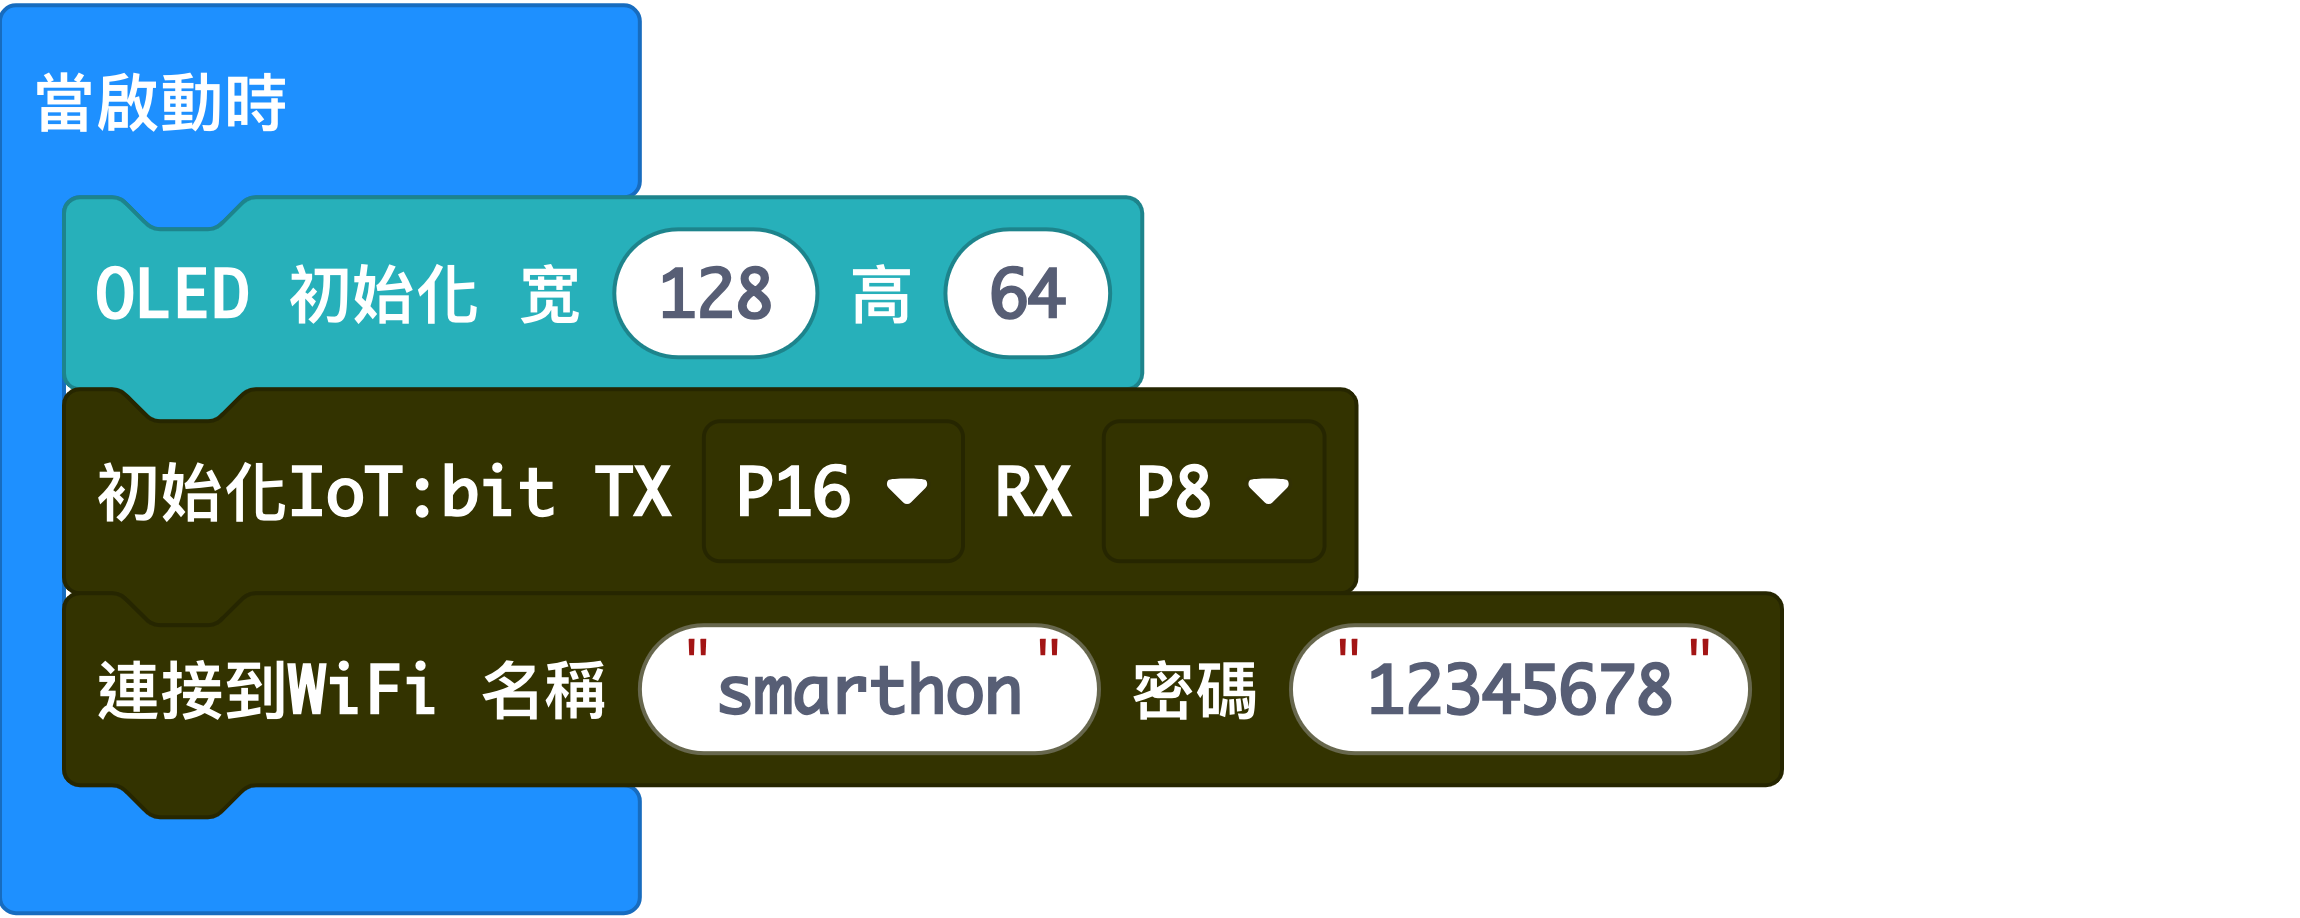 當啟動時
OLED 初始化 宽 128 高 64
初始化IoT:bit TX P16 RX P8
連接到WiFi 名稱 "smarthon" 密碼 "12345678"